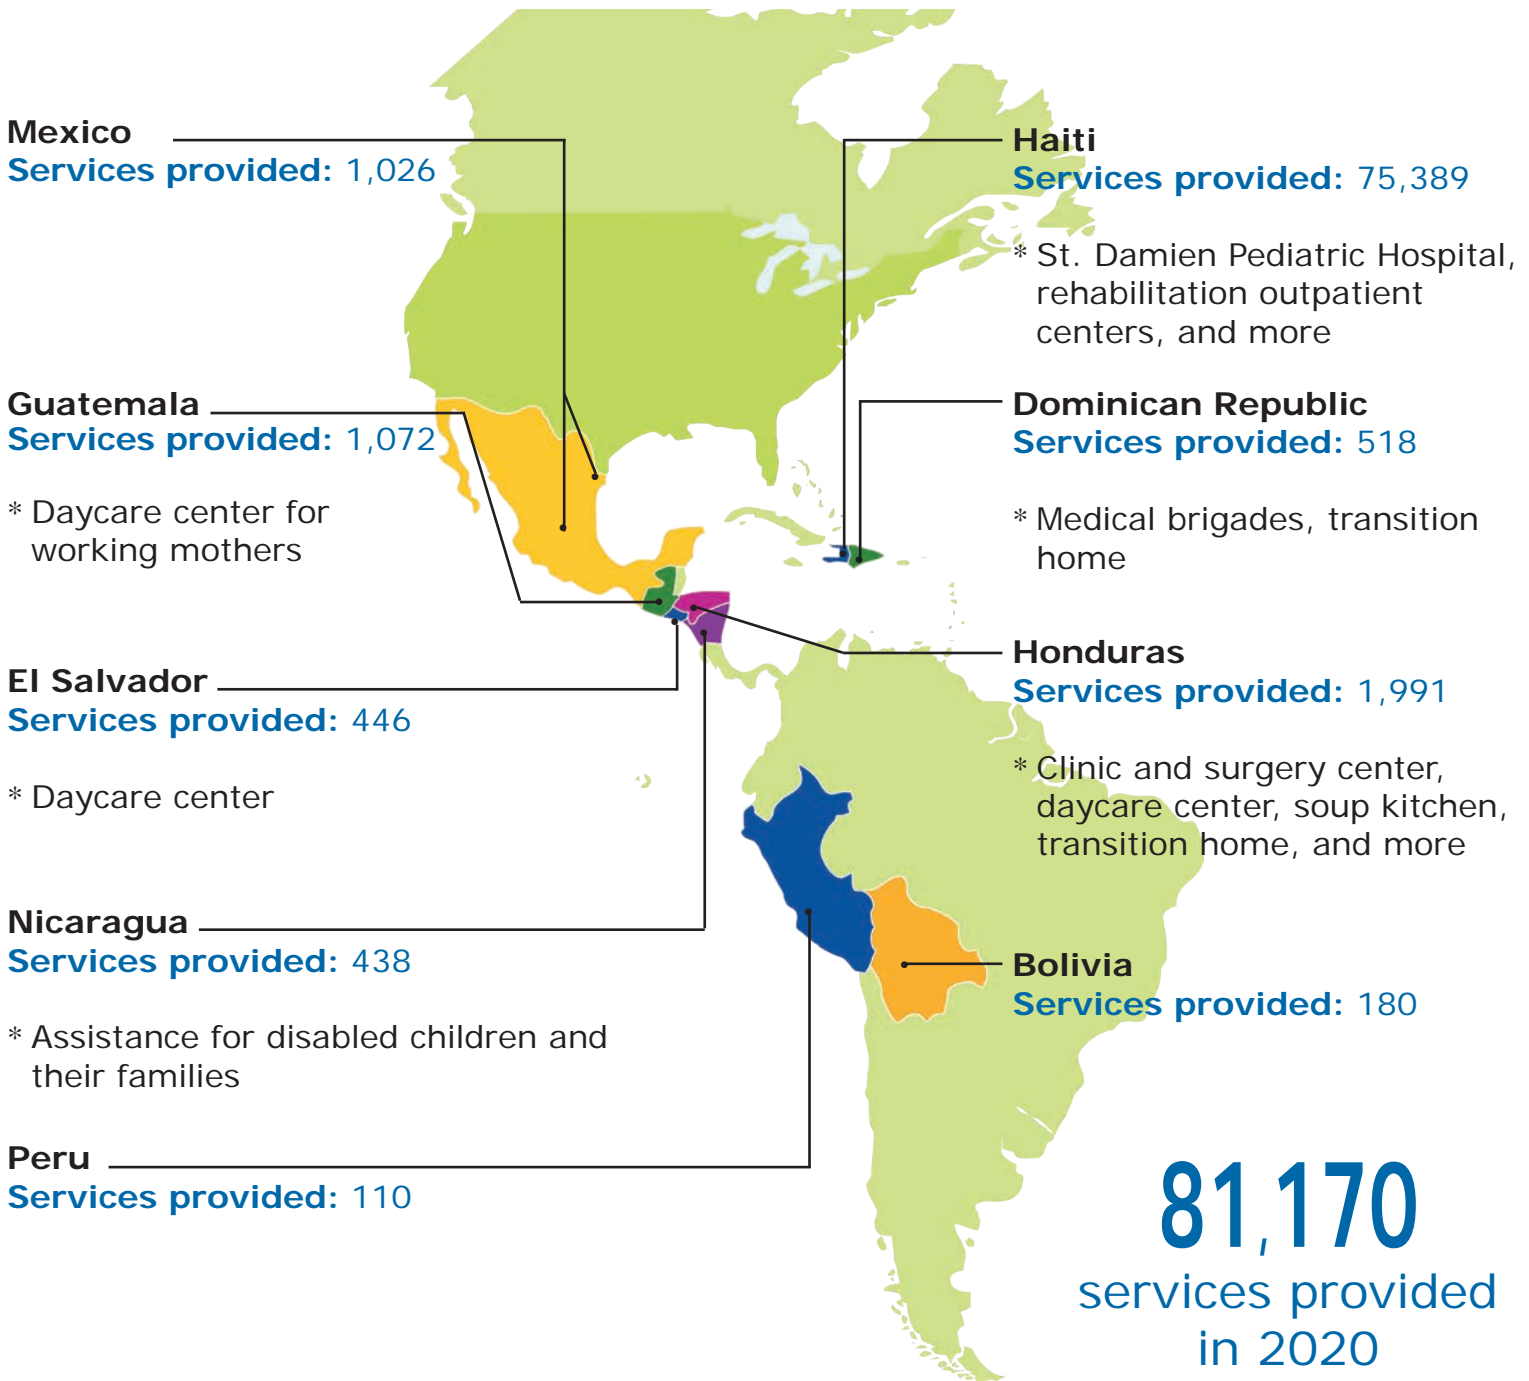 Mexico
Services provided: 1,026
Guatemala
Services provided: 1,072
* Daycare center for
working mothers
El Salvador
Services provided: 446
* Daycare center
Nicaragua
Services provided: 438
* Assistance for disabled children and
their families
Peru
Services provided: 110
Haiti
Services provided: 75,389
* St. Damien Pediatric Hospital,
rehabilitation outpatient
centers, and more
Dominican Republic
Services provided: 518
* Medical brigades, transition
home
Honduras
Services provided: 1,991
* Clinic and surgery center,
daycare center, soup kitchen,
transition home, and more
Bolivia
Services provided: 180
81,170
services provided
in 2020